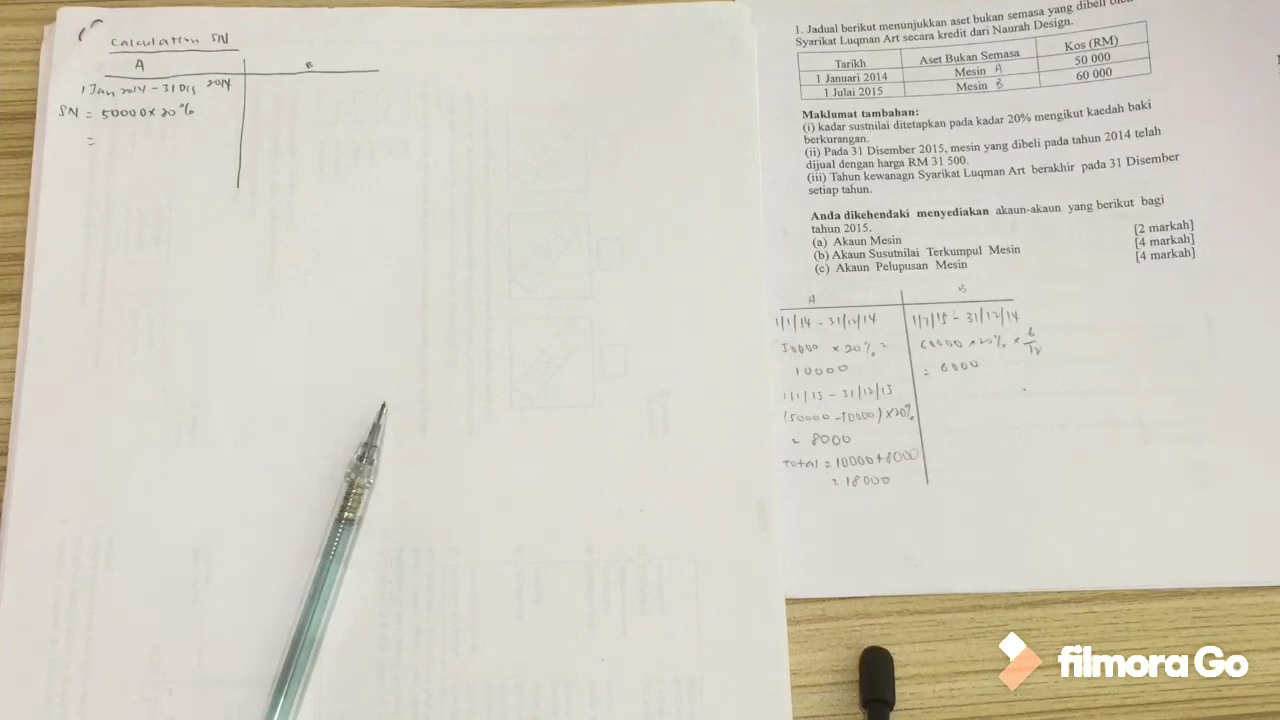 Calculation SN
A B
1 Jan 2014 - 31 Dis 2014
SN = 50000 x 20%
=
1. Jadual berikut menunjukkan aset bukan semasa yang dibeli oleh
Syarikat Luqman Art secara kredit dari Naurah Design.
Tarikh Aset Bukan Semasa Kos (RM)
1 Januari 2014 Mesin A 50 000
1 Julai 2015 Mesin B 60 000
Maklumat tambahan:
(i) kadar sustnilai ditetapkan pada kadar 20% mengikut kaedah baki
berkurangan.
(ii) Pada 31 Disember 2015, mesin yang dibeli pada tahun 2014 telah
dijual dengan harga RM 31 500.
(iii) Tahun kewanagn Syarikat Luqman Art berakhir pada 31 Disember
setiap tahun.
Anda dikehendaki menyediakan akaun-akaun yang berikut bagi
tahun 2015.
(a) Akaun Mesin [2 markah]
(b) Akaun Susutnilai Terkumpul Mesin [4 markah]
(c) Akaun Pelupusan Mesin [4 markah]
A B
1/1/14 - 31/12/14 1/7/15 - 31/12/14
50000 x 20% = 60000 x 20% x 6/12
10000 = 6000
1/1/15 - 31/12/15
(50000 - 10000) x 20%
= 8000
Total = 10000 + 8000
= 18000
filmora Go